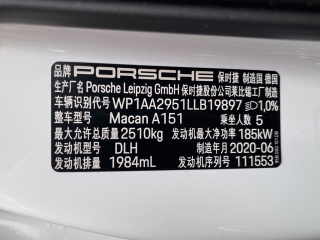 品牌 PORSCHE 保时捷 制造国 德国
生产厂名 Porsche Leipzig GmbH 保时捷股份公司莱比锡工厂制造
车辆识别代号 WP1AA2951LLB19897 1,0%
整车型号 Macan A151 乘坐人数 5
最大允许总质量 2510kg 发动机最大净功率 185kW
发动机型号 DLH 制造年月 2020-06
发动机排量 1984mL 发动机序列号 111553